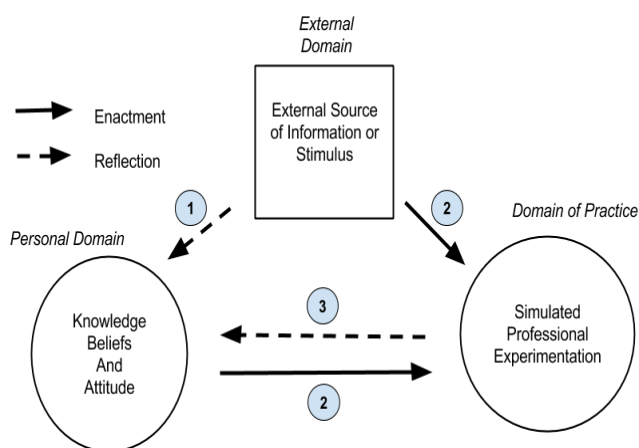 External
Domain
External Source
of Information or
Stimulus
Enactment
Reflection
1
2
Domain of Practice
Personal Domain
Knowledge
Beliefs
And
Attitude
3
2
Simulated
Professional
Experimentation